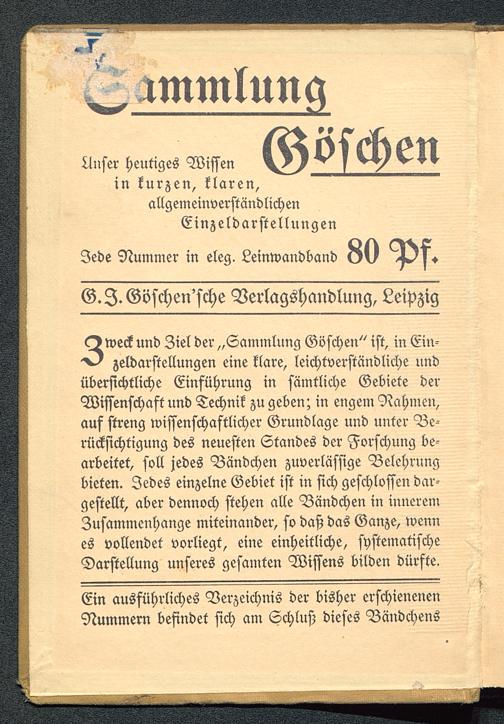 Sammlung
Göschen
Unser heutiges Wissen
in kurzen, klaren,
allgemeinverständlichen
Einzeldarstellungen
Jede Nummer in eleg. Leinwandband 80 Pf.
G. J. Göschen'sche Verlagshandlung, Leipzig
Zweck und Ziel der „Sammlung Göschen“ ist, in Ein-
zeldarstellungen eine klare, leichtverständliche und
übersichtliche Einführung in sämtliche Gebiete der
Wissenschaft und Technik zu geben; in engem Rahmen,
auf streng wissenschaftlicher Grundlage und unter Be-
rücksichtigung des neuesten Standes der Forschung be-
arbeitet, soll jedes Bändchen zuverlässige Belehrung
bieten. Jedes einzelne Gebiet ist in sich geschlossen dar-
gestellt, aber dennoch stehen alle Bändchen in innerem
Zusammenhange miteinander, so daß das Ganze, wenn
es vollendet vorliegt, eine einheitliche, systematische
Darstellung unseres gesamten Wissens bilden dürfte.
Ein ausführliches Verzeichnis der bisher erschienenen
Nummern befindet sich am Schluß dieses Bändchens